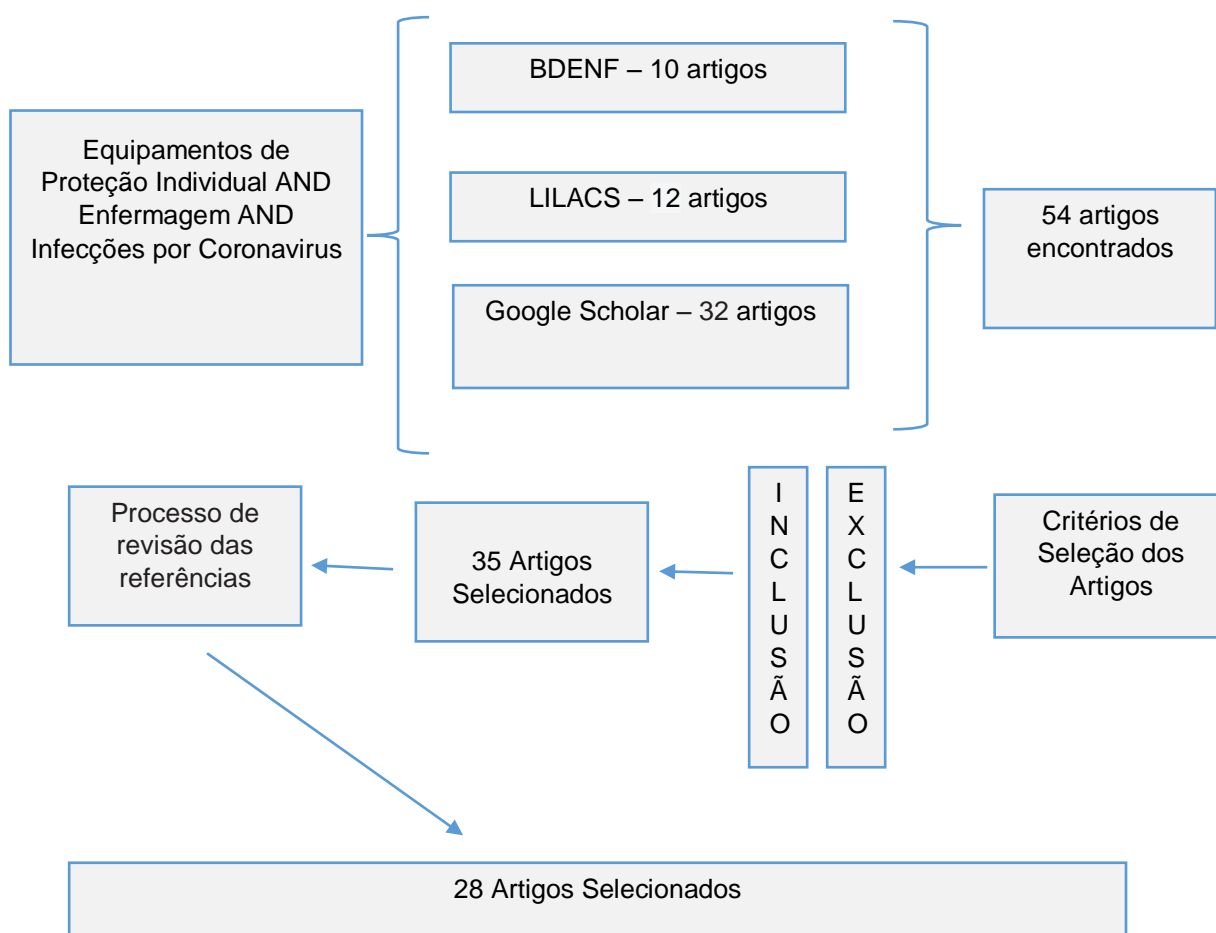 Equipamentos de
Proteção Individual AND
Enfermagem AND
Infecções por Coronavirus
BDENF – 10 artigos
LILACS – 12 artigos
Google Scholar – 32 artigos
54 artigos
encontrados
Critérios de
Seleção dos
Artigos
E
X
C
L
U
S
Ã
O
I
N
C
L
U
S
Ã
O
35 Artigos
Selecionados
Processo de
revisão das
referências
28 Artigos Selecionados